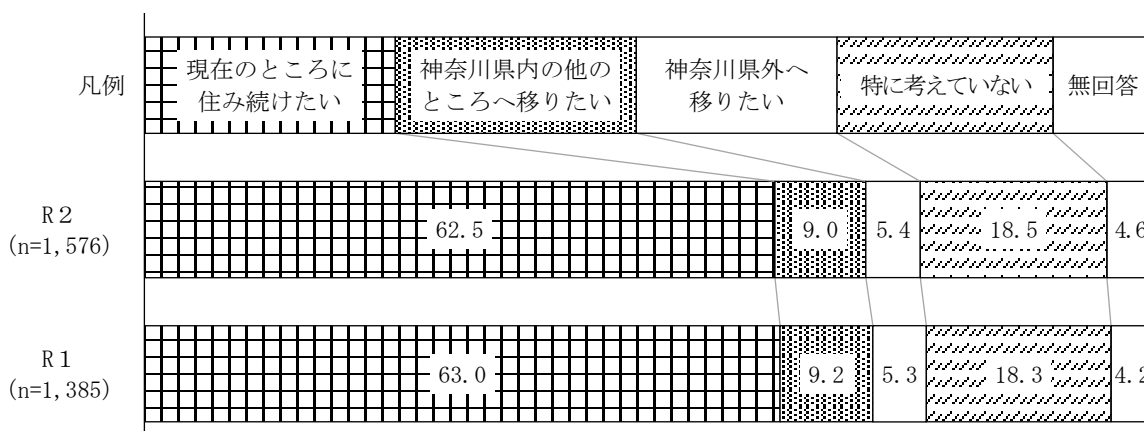 凡例
現在のところに
住み続けたい
神奈川県内の他の
ところへ移りたい
神奈川県外へ
移りたい
特に考えていない
無回答
R2
(n=1,576)
62.5
9.0
5.4
18.5
4.6
R1
(n=1,385)
63.0
9.2
5.3
18.3
4.2